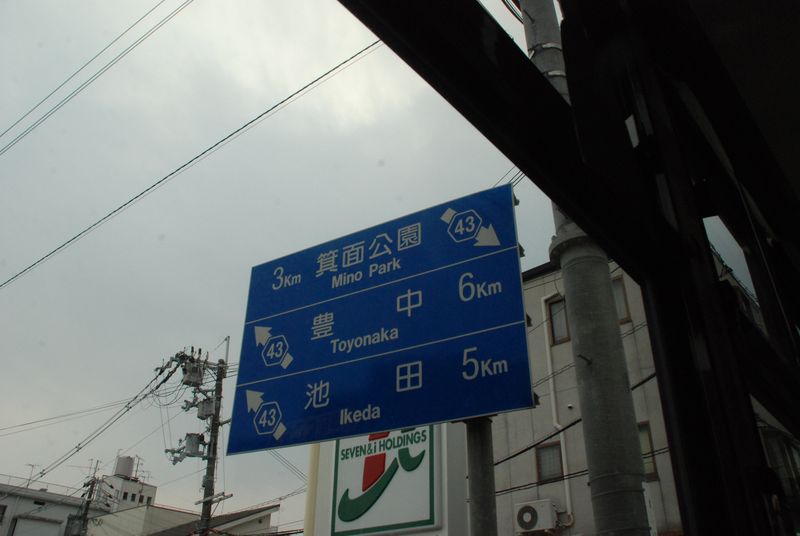 3Km 箕面公園 43
Mino Park
43 豊中 6Km
Toyonaka
43 池田 5Km
Ikeda
SEVEN & i HOLDINGS